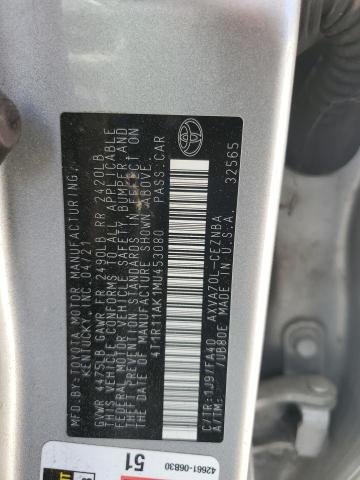 MFD. BY: TOYOTA MOTOR MANUFACTURING,
KENTUCKY, INC. 04/21
GVWR 4575LB GAWR FR 2490LB RR 2420LB
THIS VEHICLE CONFORMS TO ALL APPLICABLE
FEDERAL MOTOR VEHICLE SAFETY, BUMPER, AND
THEFT PREVENTION STANDARDS IN EFFECT ON
THE DATE OF MANUFACTURE SHOWN ABOVE.
4T1R11AK1MU453080 PASS.CAR
C/TR:1J9/FA40 AXVA70L-CEZNBA
A/TM: /UB80E MADE IN U.S.A.
32565
42661-06B30
51